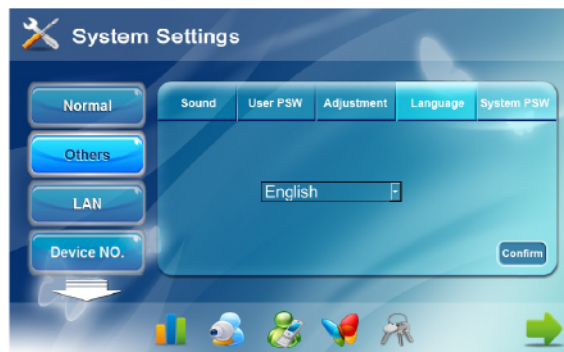 System Settings
Normal
Others
LAN
Device NO.
Sound
User PSW
Adjustment
Language
System PSW
English
Confirm